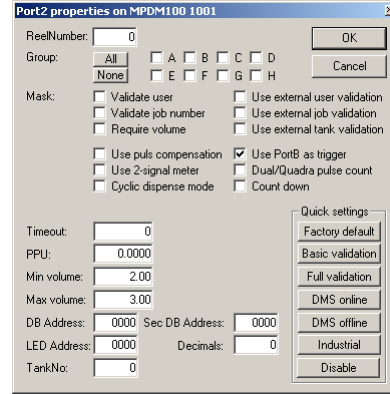 Port2 properties on MPDM100 1001
ReelNumber: 0
OK
Group: All A B C D
Cancel
None E F G H
Mask: Validate user Use external user validation
Validate job number Use external job validation
Require volume Use external tank validation
Use puls compensation Use PortB as trigger
Use 2-signal meter Dual/Quadra pulse count
Cyclic dispense mode Count down
Quick settings
Timeout: 0 Factory default
PPU: 0.0000 Basic validation
Min volume: 2.00 Full validation
Max volume: 3.00 DMS online
DB Address: 0000 Sec DB Address: 0000 DMS offline
LED Address: 0000 Decimals: 0 Industrial
TankNo: 0 Disable